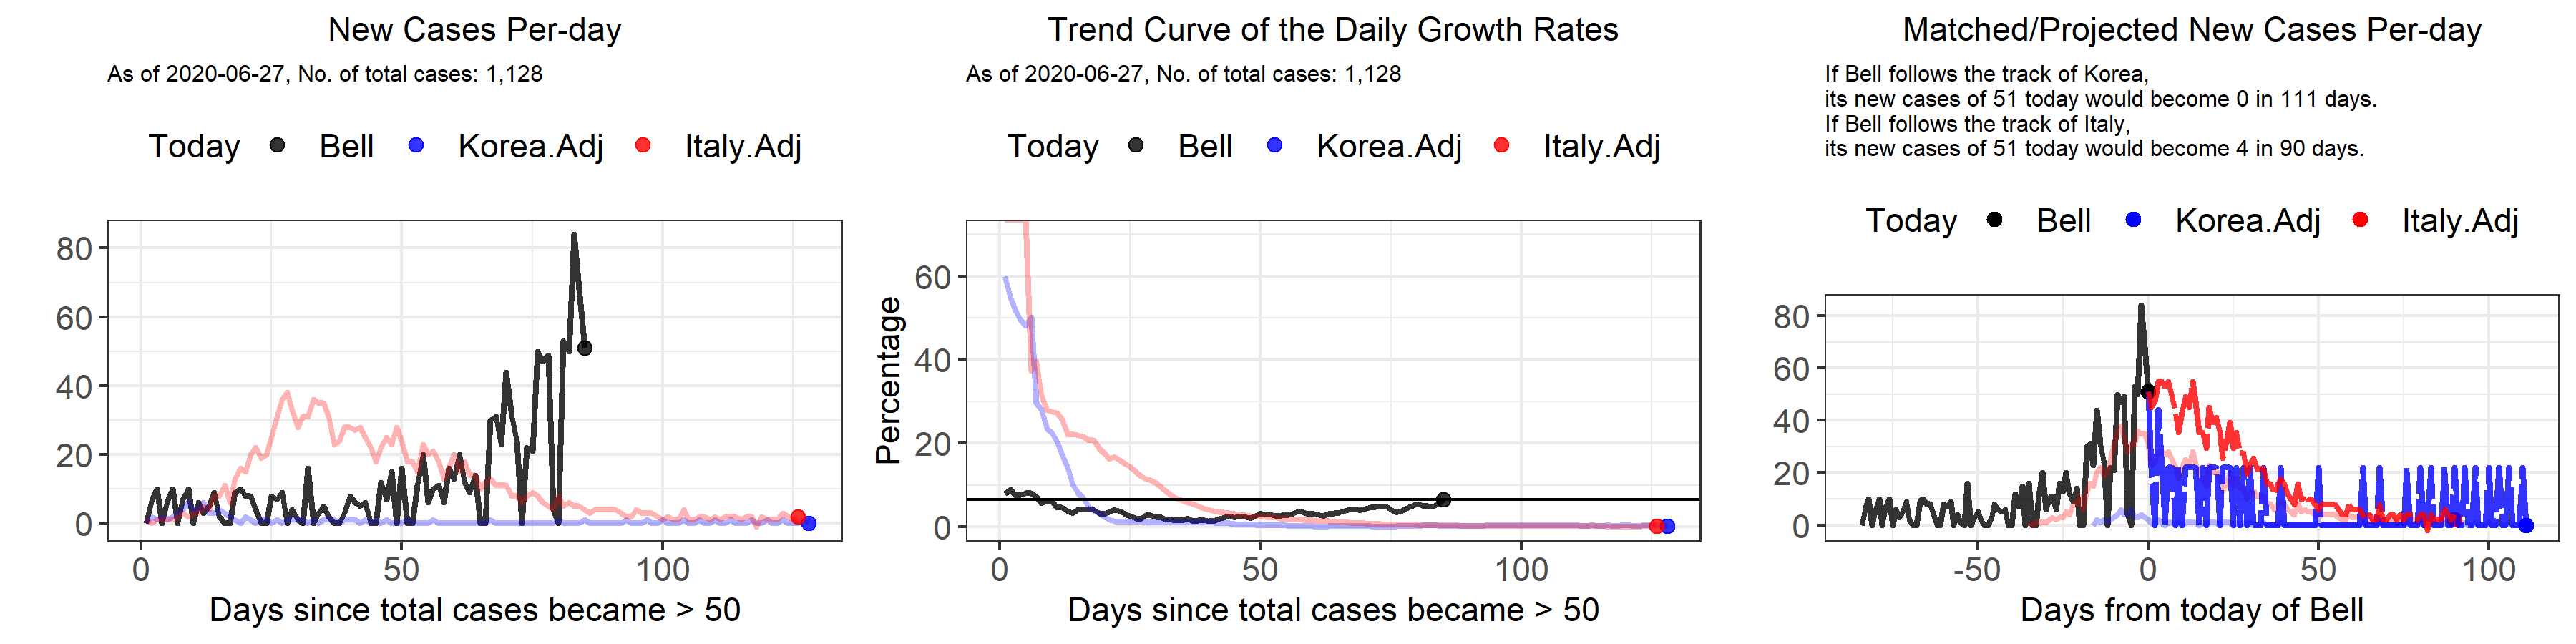 New Cases Per-day
As of 2020-06-27, No. of total cases: 1,128
Today Bell Korea.Adj Italy.Adj
80
60
40
20
0
0 50 100
Days since total cases became > 50
Trend Curve of the Daily Growth Rates
As of 2020-06-27, No. of total cases: 1,128
Today Bell Korea.Adj Italy.Adj
Percentage
60
40
20
0
0 50 100
Days since total cases became > 50
Matched/Projected New Cases Per-day
If Bell follows the track of Korea,
its new cases of 51 today would become 0 in 111 days.
If Bell follows the track of Italy,
its new cases of 51 today would become 4 in 90 days.
Today Bell Korea.Adj Italy.Adj
80
60
40
20
0
-50 0 50 100
Days from today of Bell